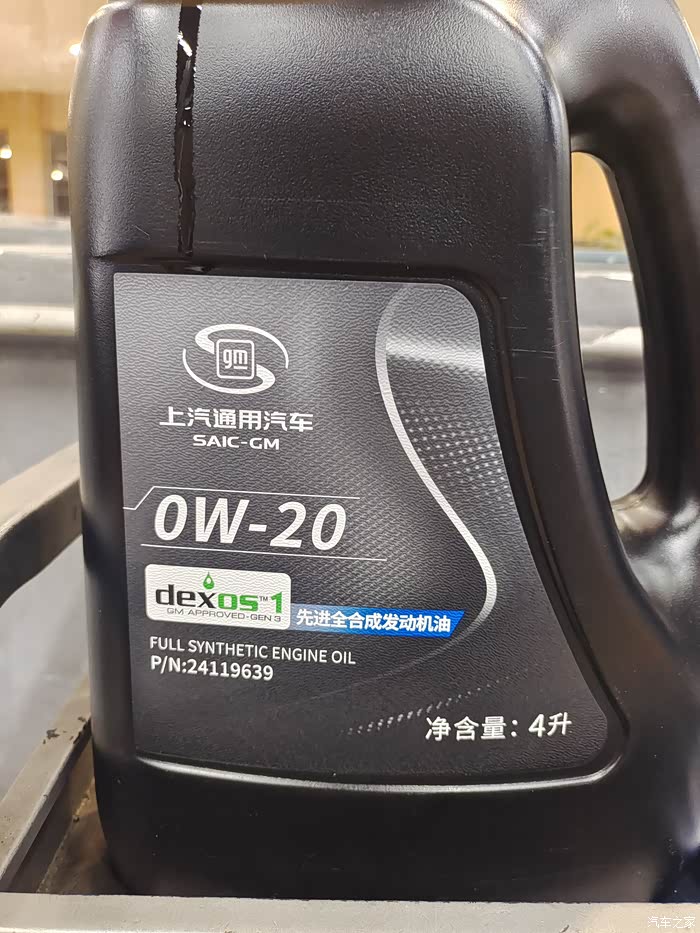 gm
上汽通用汽车
SAIC-GM
0W-20
dexos™1
GM APPROVED-GEN 3
先进全合成发动机油
FULL SYNTHETIC ENGINE OIL
P/N:24119639
净含量：4升
汽车之家